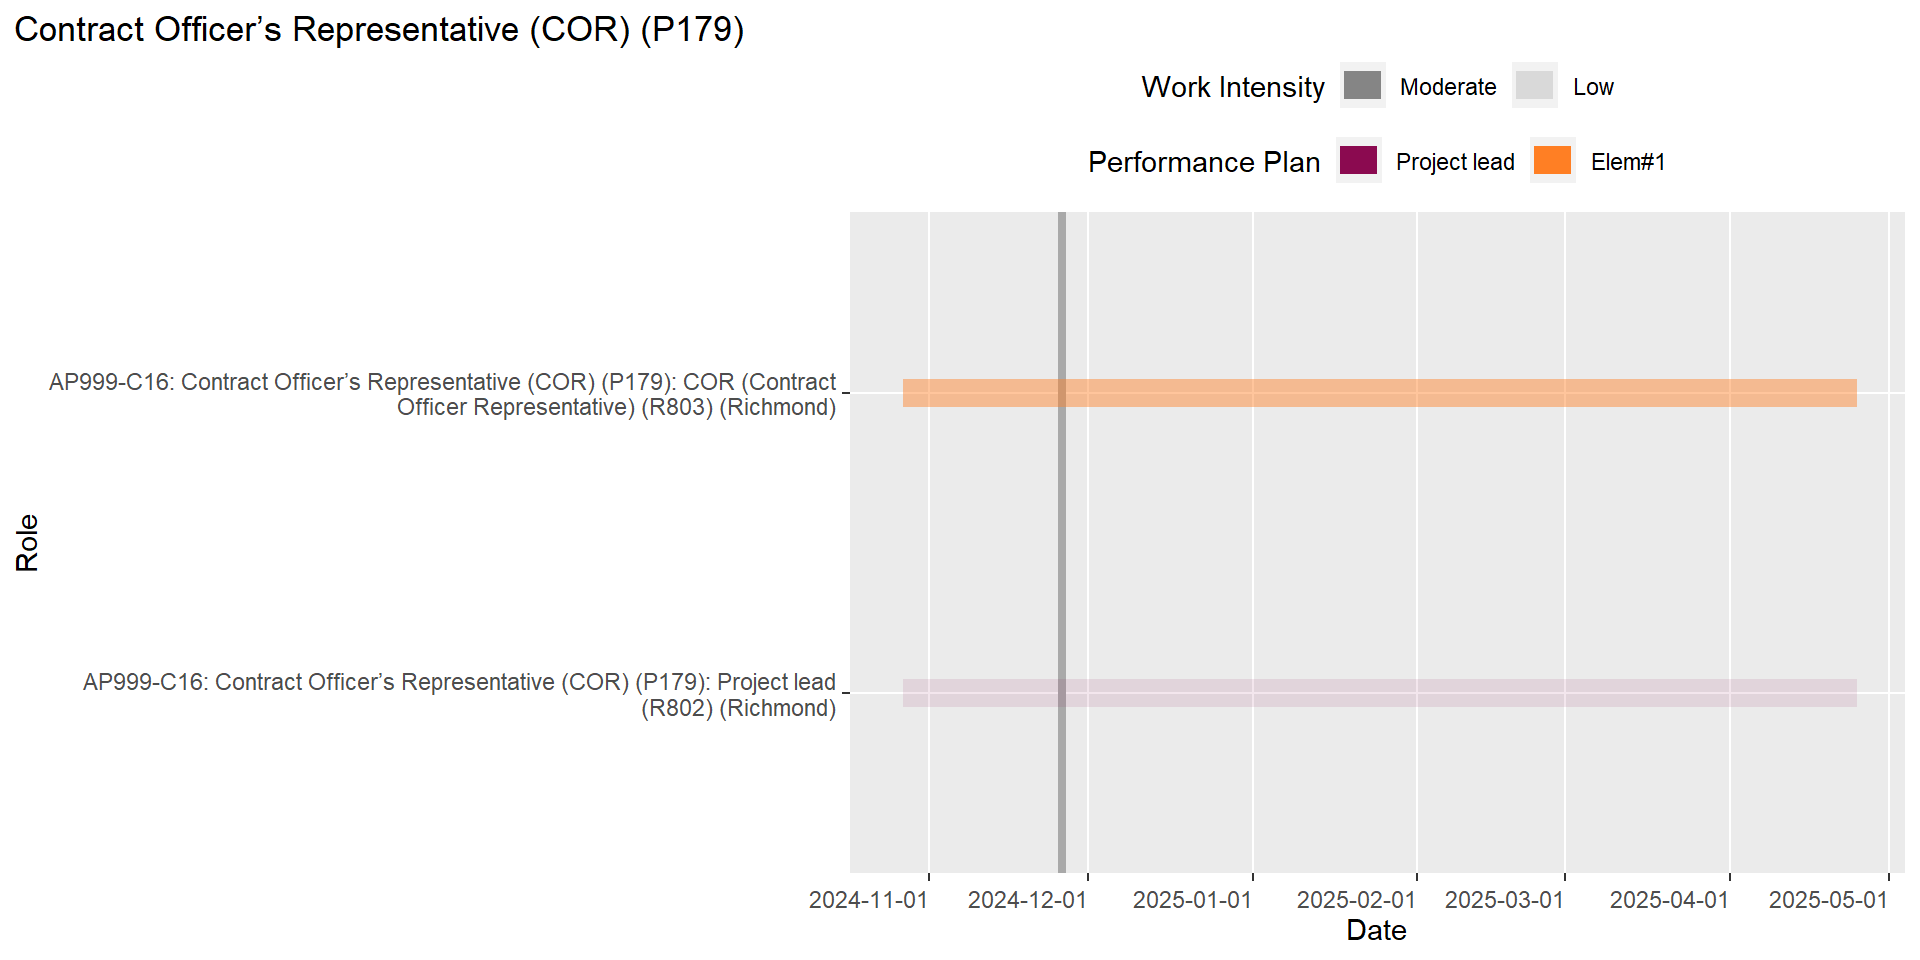 Contract Officer’s Representative (COR) (P179)
Work Intensity Moderate Low
Performance Plan Project lead Elem#1
AP999-C16: Contract Officer’s Representative (COR) (P179): COR (Contract
Officer Representative) (R803) (Richmond)
Role
AP999-C16: Contract Officer’s Representative (COR) (P179): Project lead
(R802) (Richmond)
2024-11-01 2024-12-01 2025-01-01 2025-02-01 2025-03-01 2025-04-01 2025-05-01
Date